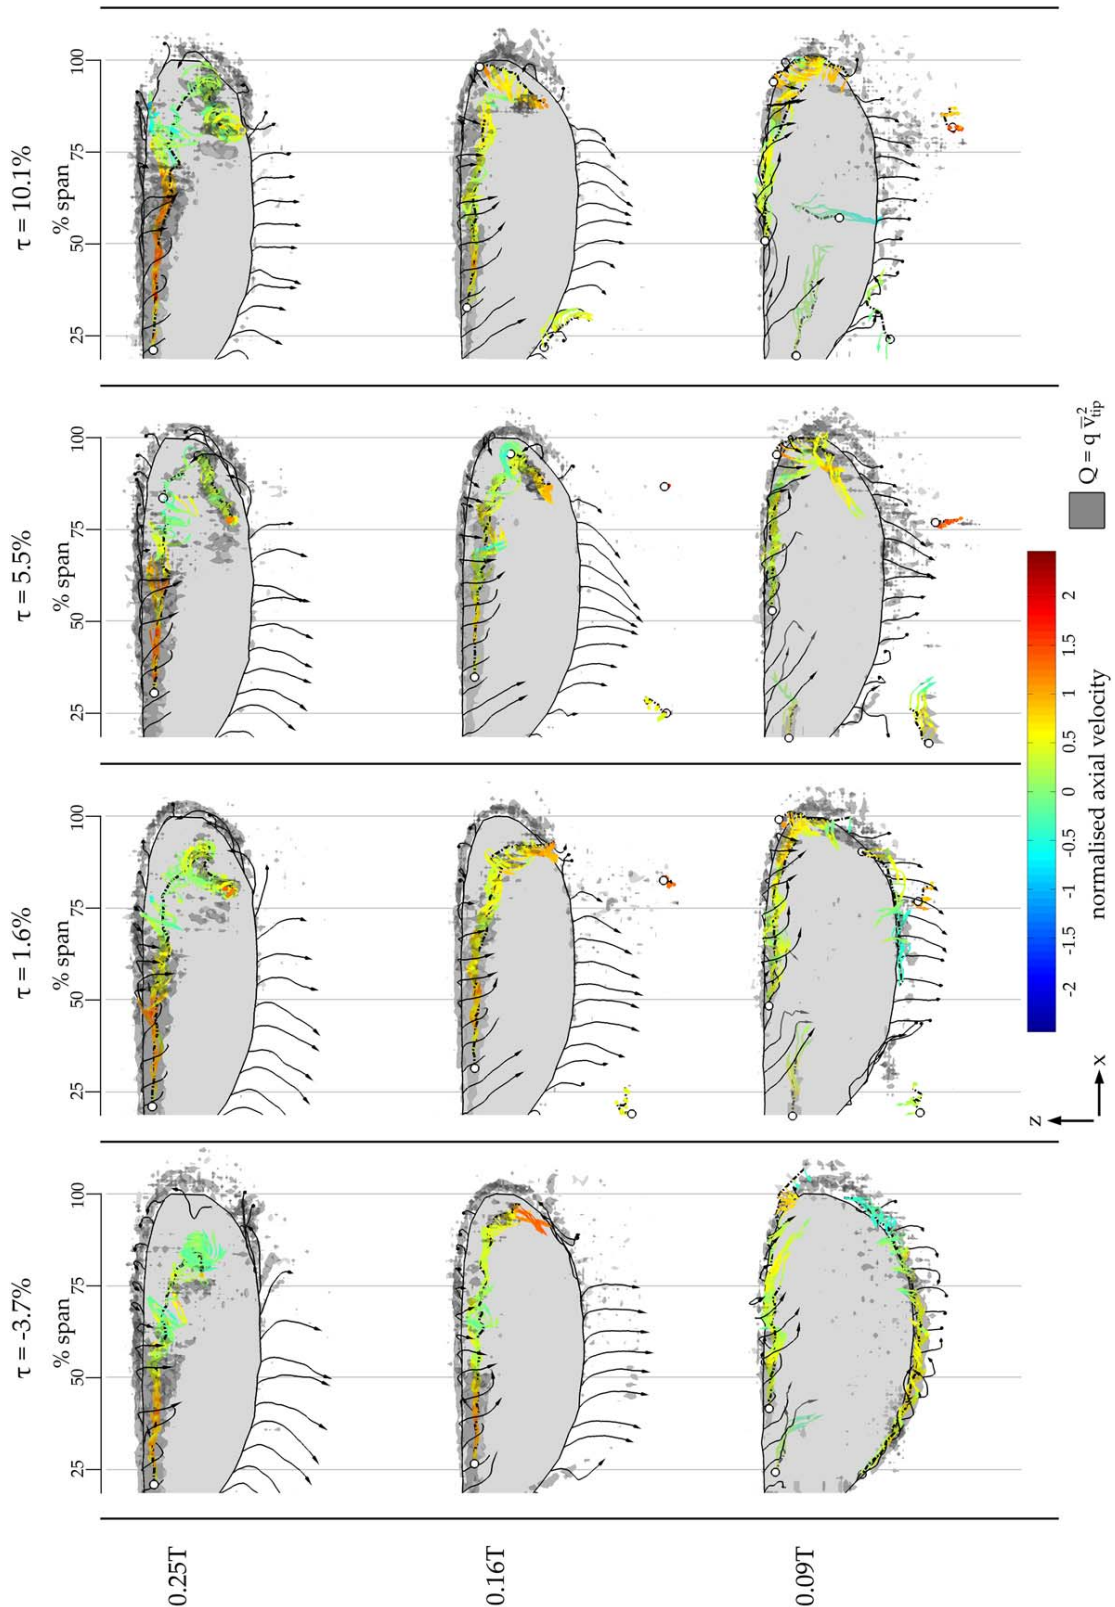 τ = -3.7%
τ = 1.6%
τ = 5.5%
τ = 10.1%
% span
% span
% span
% span
25 50 75 100
25 50 75 100
25 50 75 100
25 50 75 100
0.25T
0.16T
0.09T
z
x
-2 -1.5 -1 -0.5 0 0.5 1 1.5 2
normalised axial velocity
Q = q v̅²tip